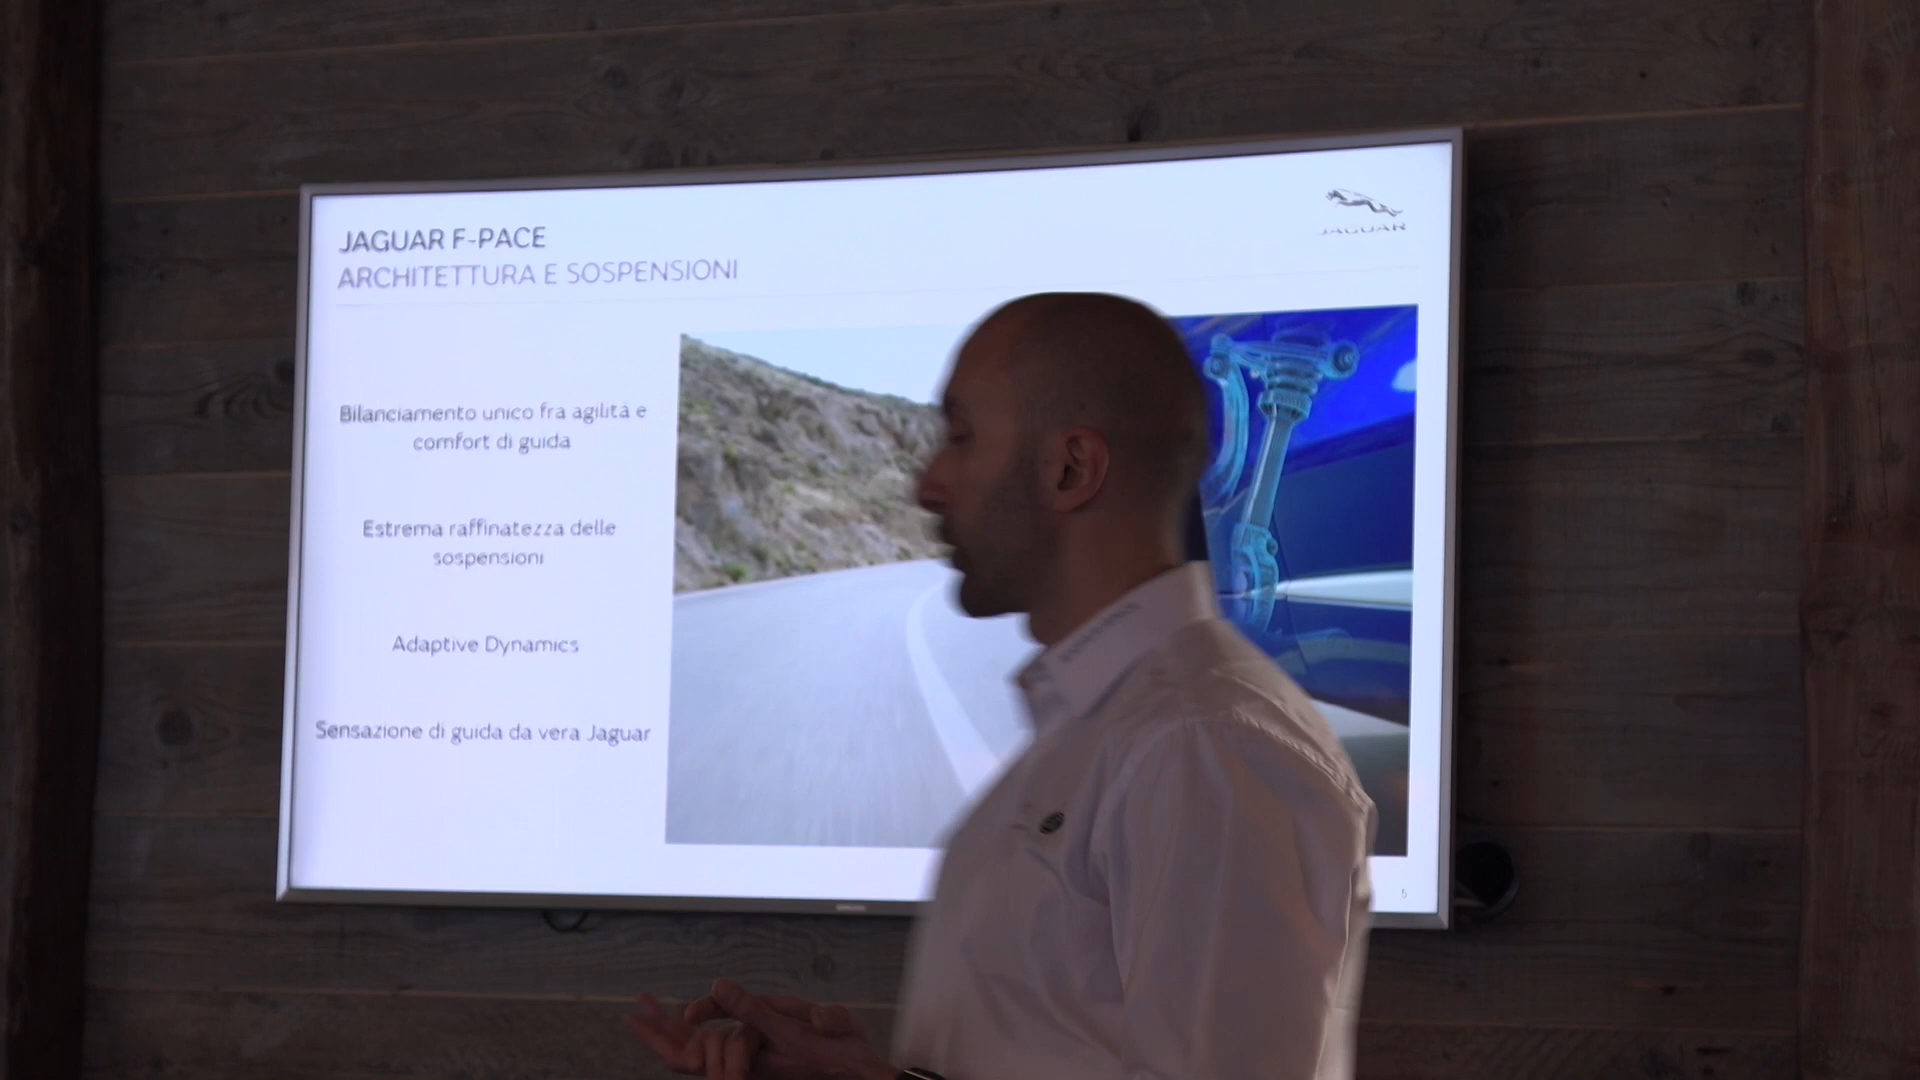 JAGUAR F-PACE
ARCHITETTURA E SOSPENSIONI
JAGUAR
Bilanciamento unico fra agilità e
comfort di guida
Estrema raffinatezza delle
sospensioni
Adaptive Dynamics
Sensazione di guida da vera Jaguar
5